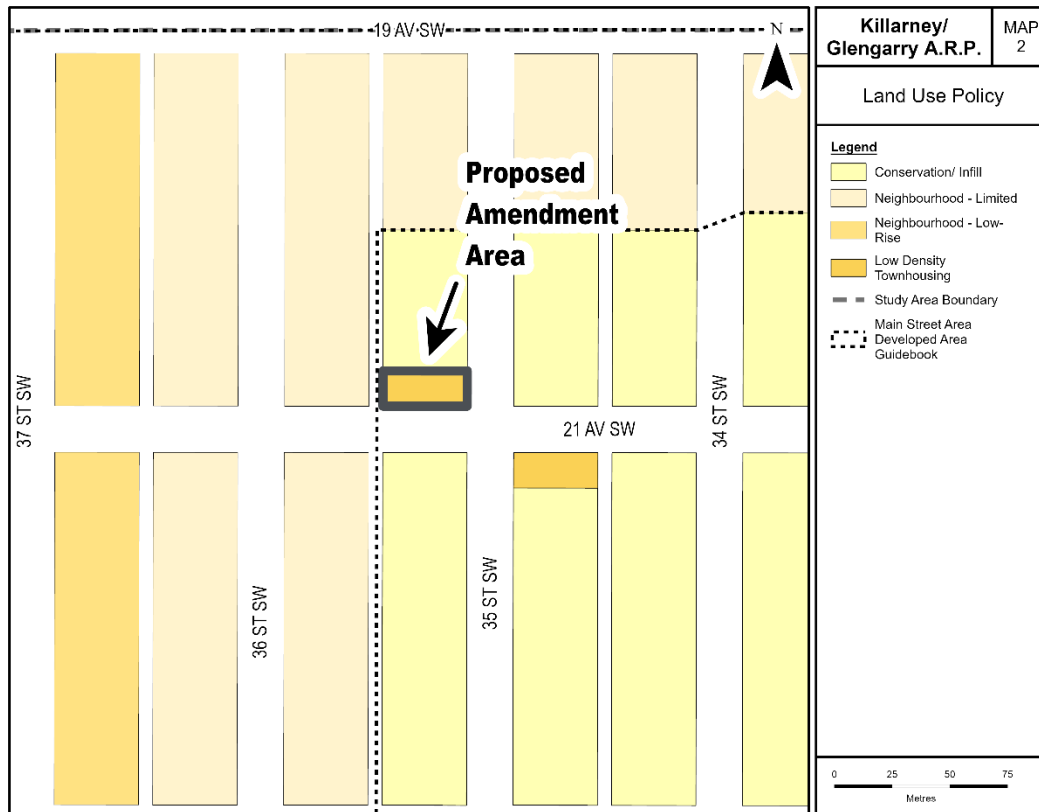 19 AV SW
N
Proposed
Amendment
Area
37 ST SW
36 ST SW
35 ST SW
34 ST SW
21 AV SW
Killarney/
Glengarry A.R.P.
MAP
2
Land Use Policy
Legend
Conservation/ Infill
Neighbourhood - Limited
Neighbourhood - Low-
Rise
Low Density
Townhousing
Study Area Boundary
Main Street Area
Developed Area
Guidebook
0 25 50 75
Metres